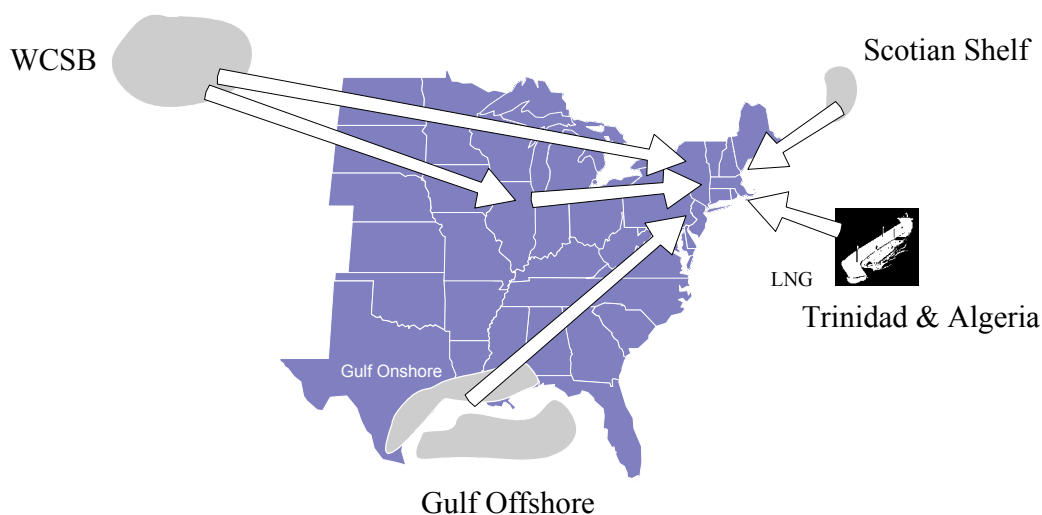 WCSB
Scotian Shelf
LNG
Trinidad & Algeria
Gulf Onshore
Gulf Offshore